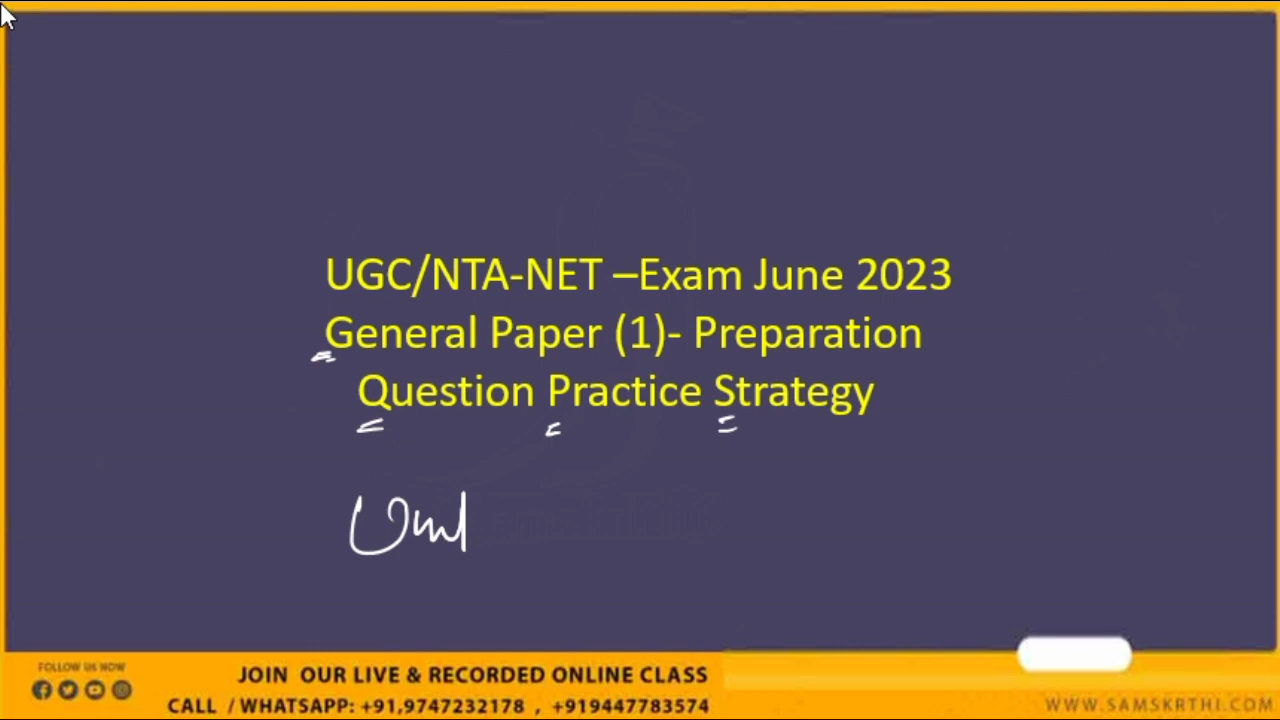 UGC/NTA-NET –Exam June 2023
General Paper (1)- Preparation
Question Practice Strategy
FOLLOW US NOW
JOIN OUR LIVE & RECORDED ONLINE CLASS
CALL / WHATSAPP: +91,9747232178 , +919447783574
WWW.SAMSKRTHI.COM